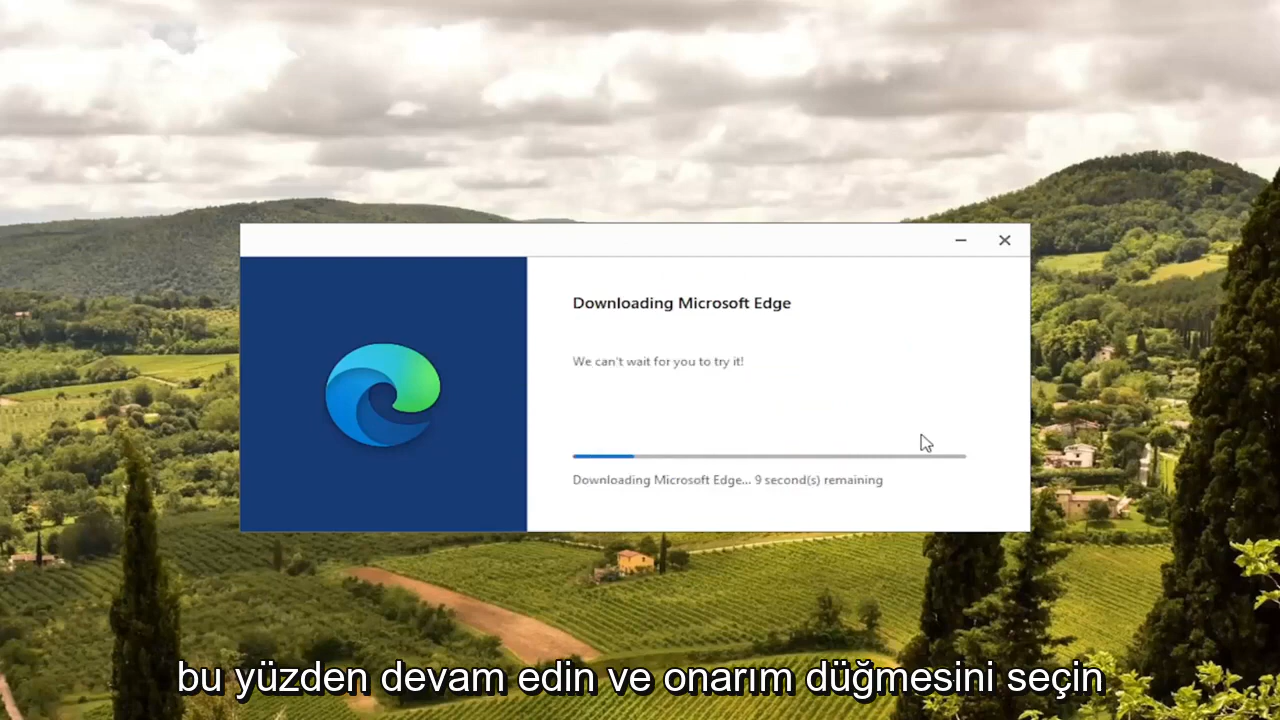 Downloading Microsoft Edge
We can't wait for you to try it!
Downloading Microsoft Edge... 9 second(s) remaining
bu yüzden devam edin ve onarım düğmesini seçin